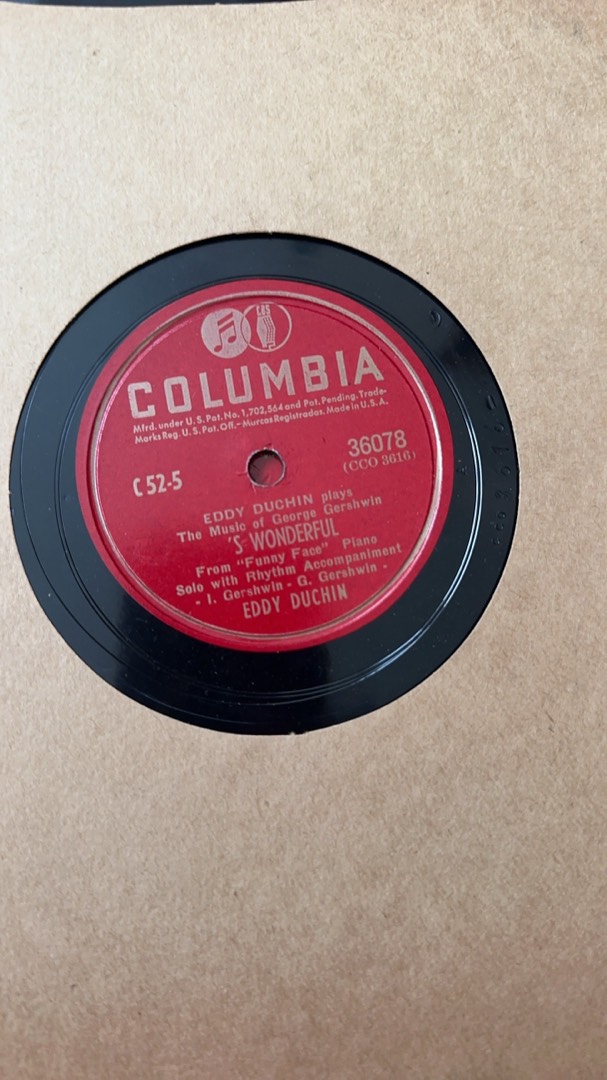 CBS
COLUMBIA
Mfrd. under U.S. Pat. No. 1,702,564 and Pat. Pending. Trade-
Marks Reg. U.S. Pat. Off.–Marcas Registradas. Made in U.S.A.
C 52-5
36078
(CCO 3616)
EDDY DUCHIN plays
The Music of George Gershwin
'S WONDERFUL
From "Funny Face" Piano
Solo with Rhythm Accompaniment
- I. Gershwin - G. Gershwin -
EDDY DUCHIN